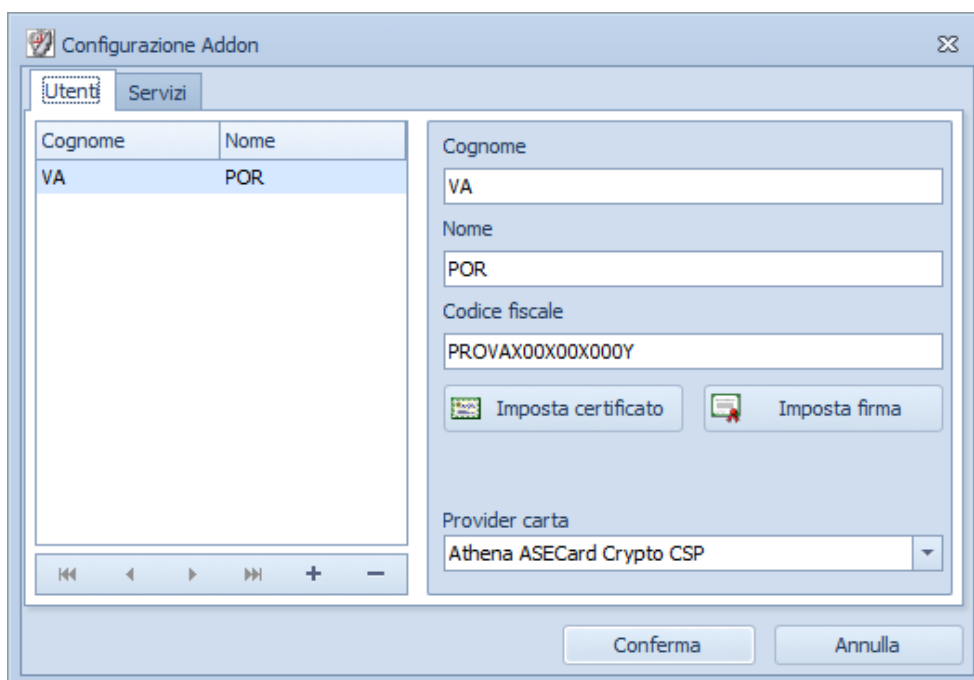 Configurazione Addon
Utenti Servizi
Cognome Nome
VA POR
Cognome
VA
Nome
POR
Codice fiscale
PROVAX00X00X000Y
Imposta certificato Imposta firma
Provider carta
Athena ASECard Crypto CSP
Conferma Annulla